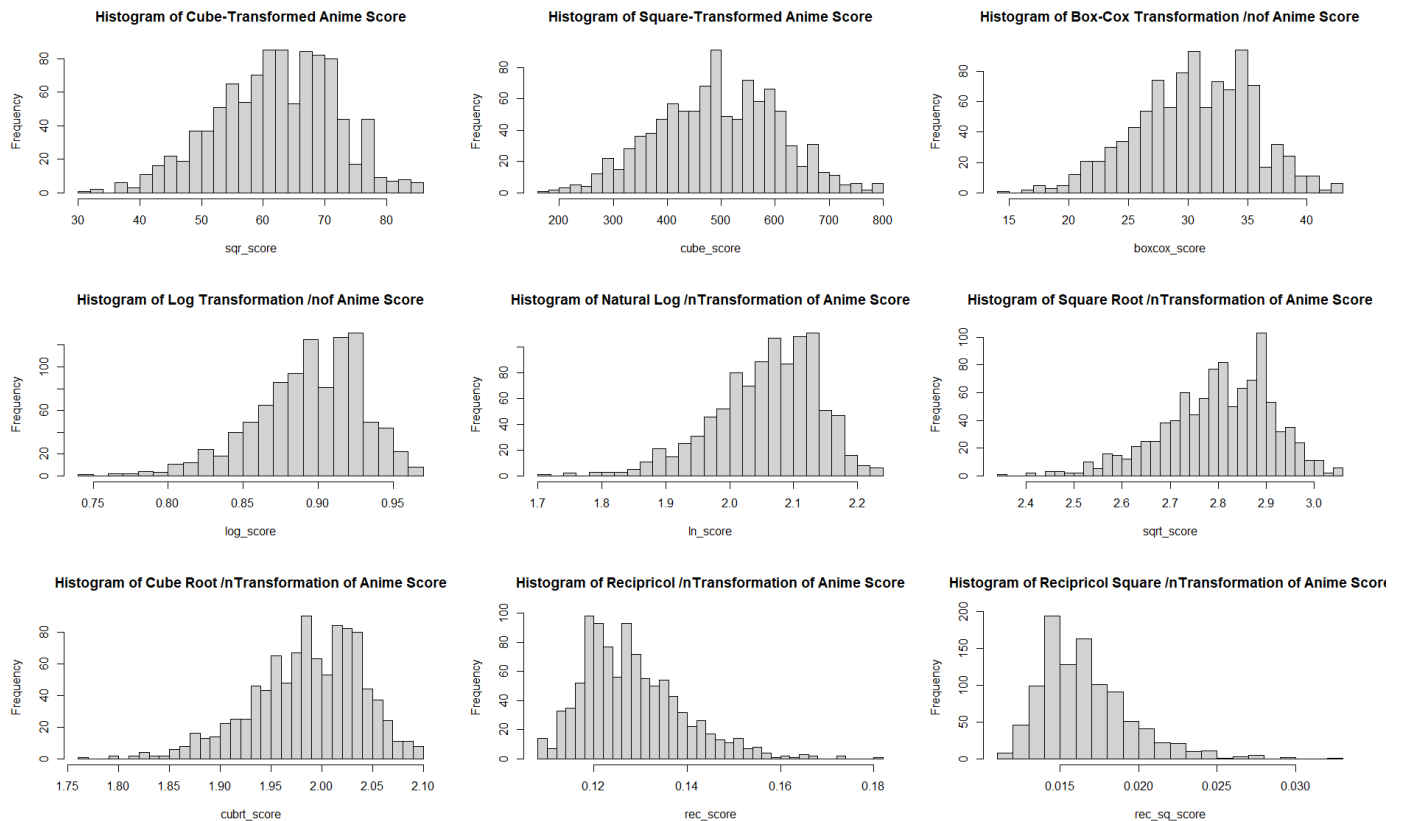 Histogram of Cube-Transformed Anime Score
Frequency
0 20 40 60 80
30 40 50 60 70 80
sqr_score
Histogram of Square-Transformed Anime Score
Frequency
0 20 40 60 80
200 300 400 500 600 700 800
cube_score
Histogram of Box-Cox Transformation /nof Anime Score
Frequency
0 20 40 60 80
15 20 25 30 35 40
boxcox_score
Histogram of Log Transformation /nof Anime Score
Frequency
0 20 60 100
0.75 0.80 0.85 0.90 0.95
log_score
Histogram of Natural Log /nTransformation of Anime Score
Frequency
0 20 40 60 80
1.7 1.8 1.9 2.0 2.1 2.2
ln_score
Histogram of Square Root /nTransformation of Anime Score
Frequency
0 20 40 60 80 100
2.4 2.5 2.6 2.7 2.8 2.9 3.0
sqrt_score
Histogram of Cube Root /nTransformation of Anime Score
Frequency
0 20 40 60 80
1.75 1.80 1.85 1.90 1.95 2.00 2.05 2.10
cubrt_score
Histogram of Recipricol /nTransformation of Anime Score
Frequency
0 20 40 60 80 100
0.12 0.14 0.16 0.18
rec_score
Histogram of Recipricol Square /nTransformation of Anime Score
Frequency
0 50 100 150 200
0.015 0.020 0.025 0.030
rec_sq_score